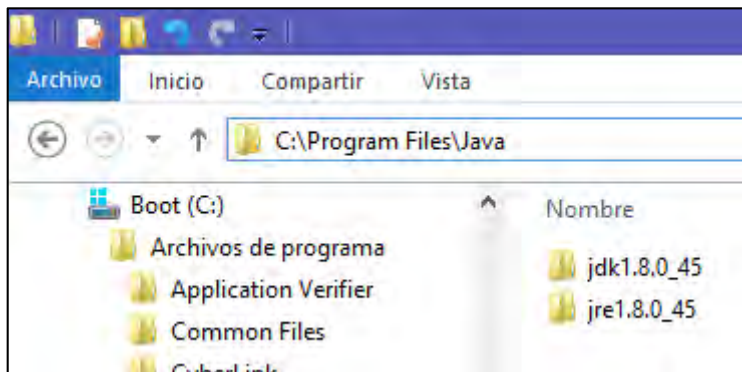 Archivo Inicio Compartir Vista
C:\Program Files\Java
Boot (C:)
Archivos de programa
Application Verifier
Common Files
CyberLink
Nombre
jdk1.8.0_45
jre1.8.0_45